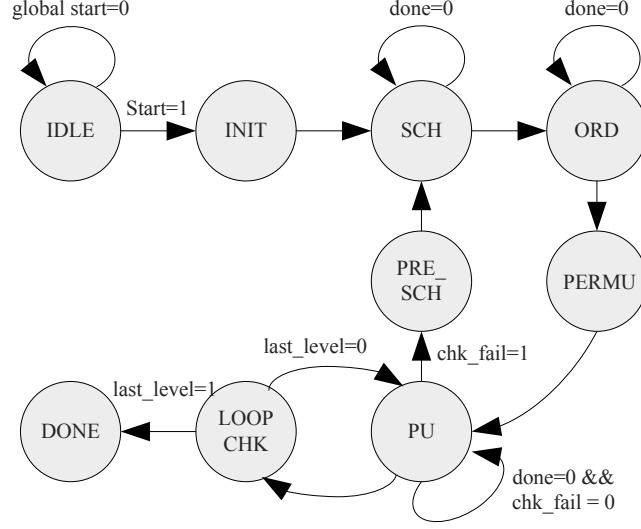 global start=0
done=0
done=0
IDLE
Start=1
INIT
SCH
ORD
PRE_
SCH
PERMU
last_level=0
chk_fail=1
last_level=1
DONE
LOOP
CHK
PU
done=0 &&
chk_fail = 0